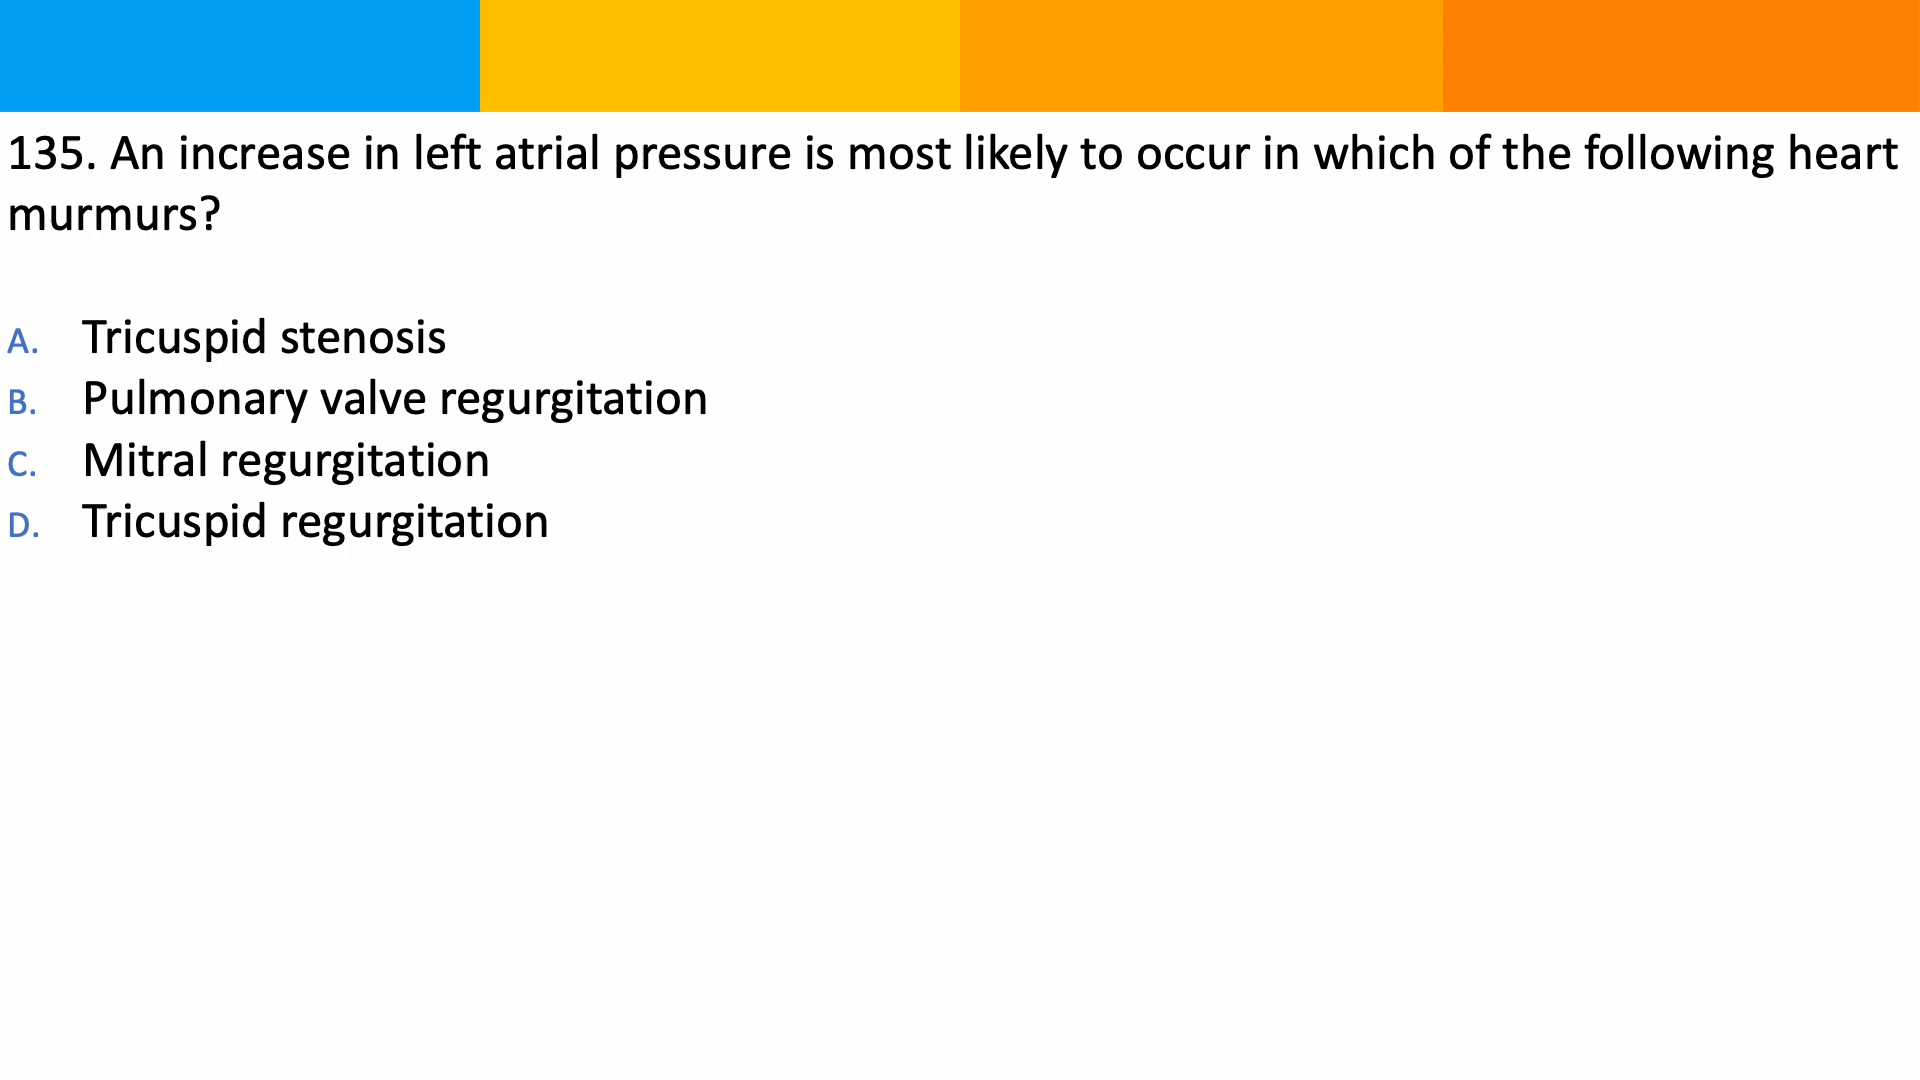 135. An increase in left atrial pressure is most likely to occur in which of the following heart
murmurs?
A. Tricuspid stenosis
B. Pulmonary valve regurgitation
C. Mitral regurgitation
D. Tricuspid regurgitation